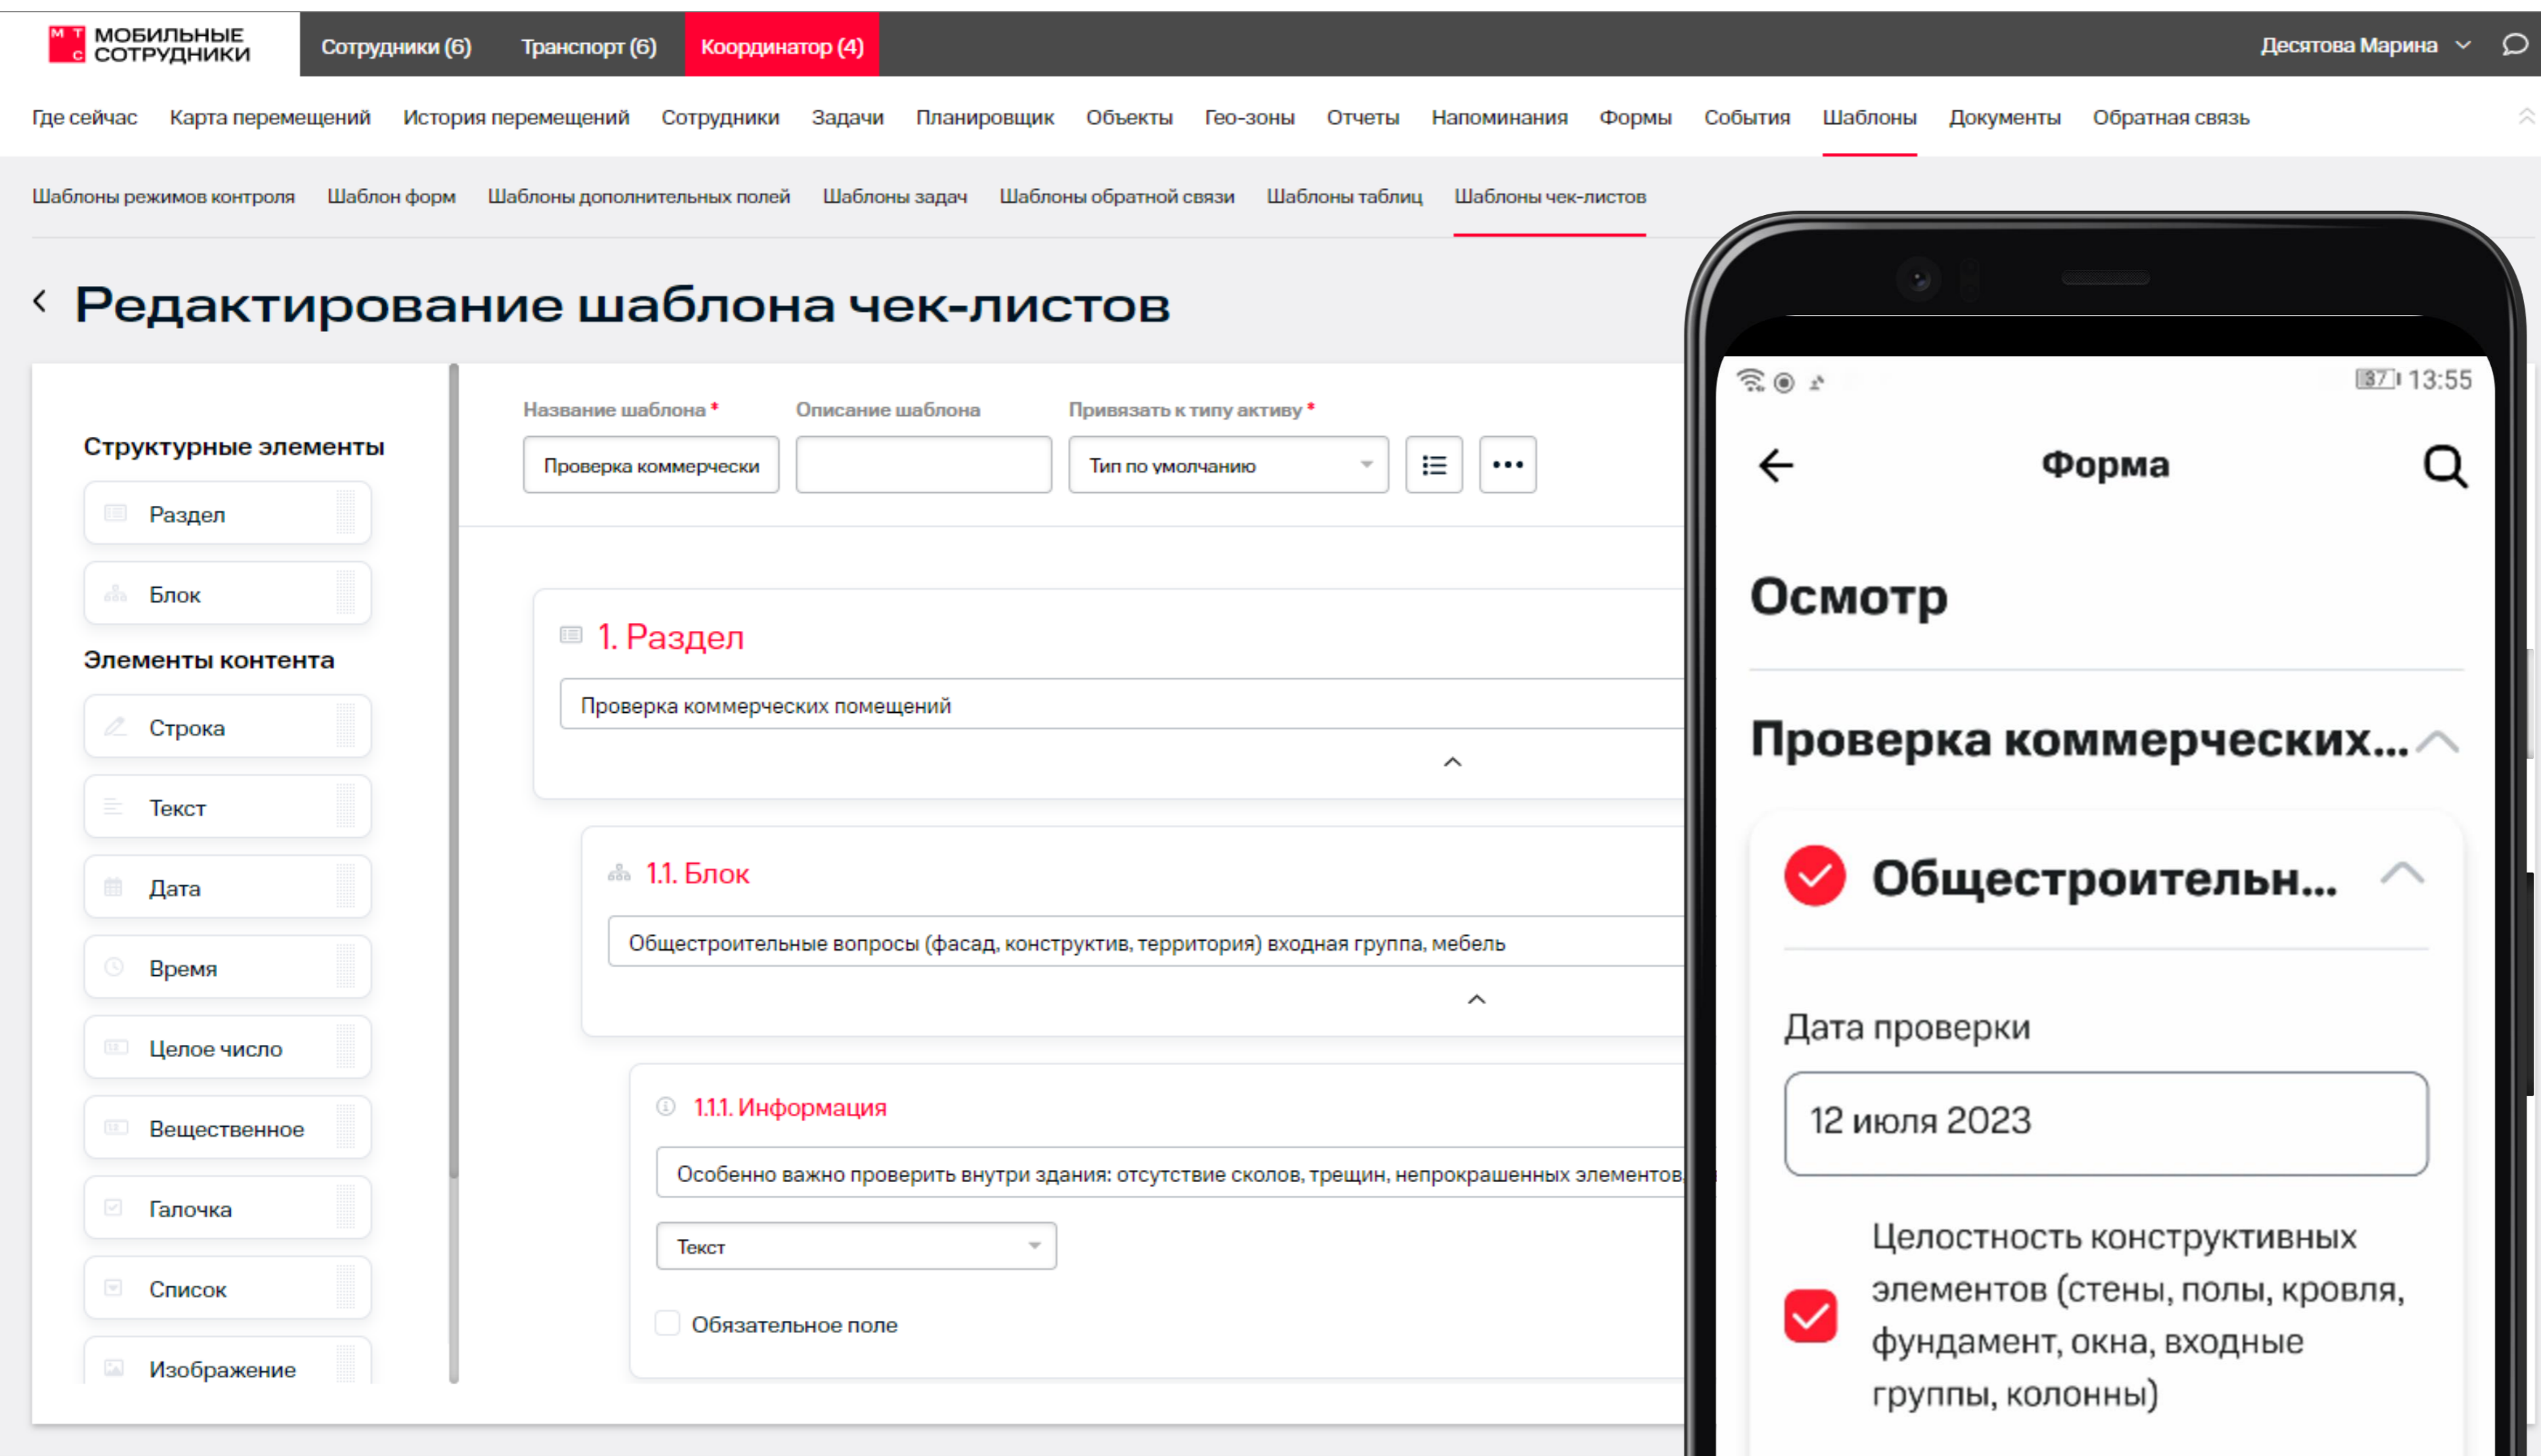 МТС МОБИЛЬНЫЕ СОТРУДНИКИ
Сотрудники (6) Транспорт (6) Координатор (4) Десятова Марина
Где сейчас Карта перемещений История перемещений Сотрудники Задачи Планировщик Объекты Гео-зоны Отчеты Напоминания Формы События Шаблоны Документы Обратная связь
Шаблоны режимов контроля Шаблон форм Шаблоны дополнительных полей Шаблоны задач Шаблоны обратной связи Шаблоны таблиц Шаблоны чек-листов
Редактирование шаблона чек-листов
Структурные элементы
Раздел
Блок
Элементы контента
Строка
Текст
Дата
Время
Целое число
Вещественное
Галочка
Список
Изображение
Название шаблона * Описание шаблона Привязать к типу активу *
Проверка коммерчески Тип по умолчанию
1. Раздел
Проверка коммерческих помещений
1.1. Блок
Общестроительные вопросы (фасад, конструктив, территория) входная группа, мебель
1.1.1. Информация
Особенно важно проверить внутри здания: отсутствие сколов, трещин, непрокрашенных элементов,
Текст
Обязательное поле
37 13:55
Форма
Осмотр
Проверка коммерческих...
Общестроительн...
Дата проверки
12 июля 2023
Целостность конструктивных
элементов (стены, полы, кровля,
фундамент, окна, входные
группы, колонны)